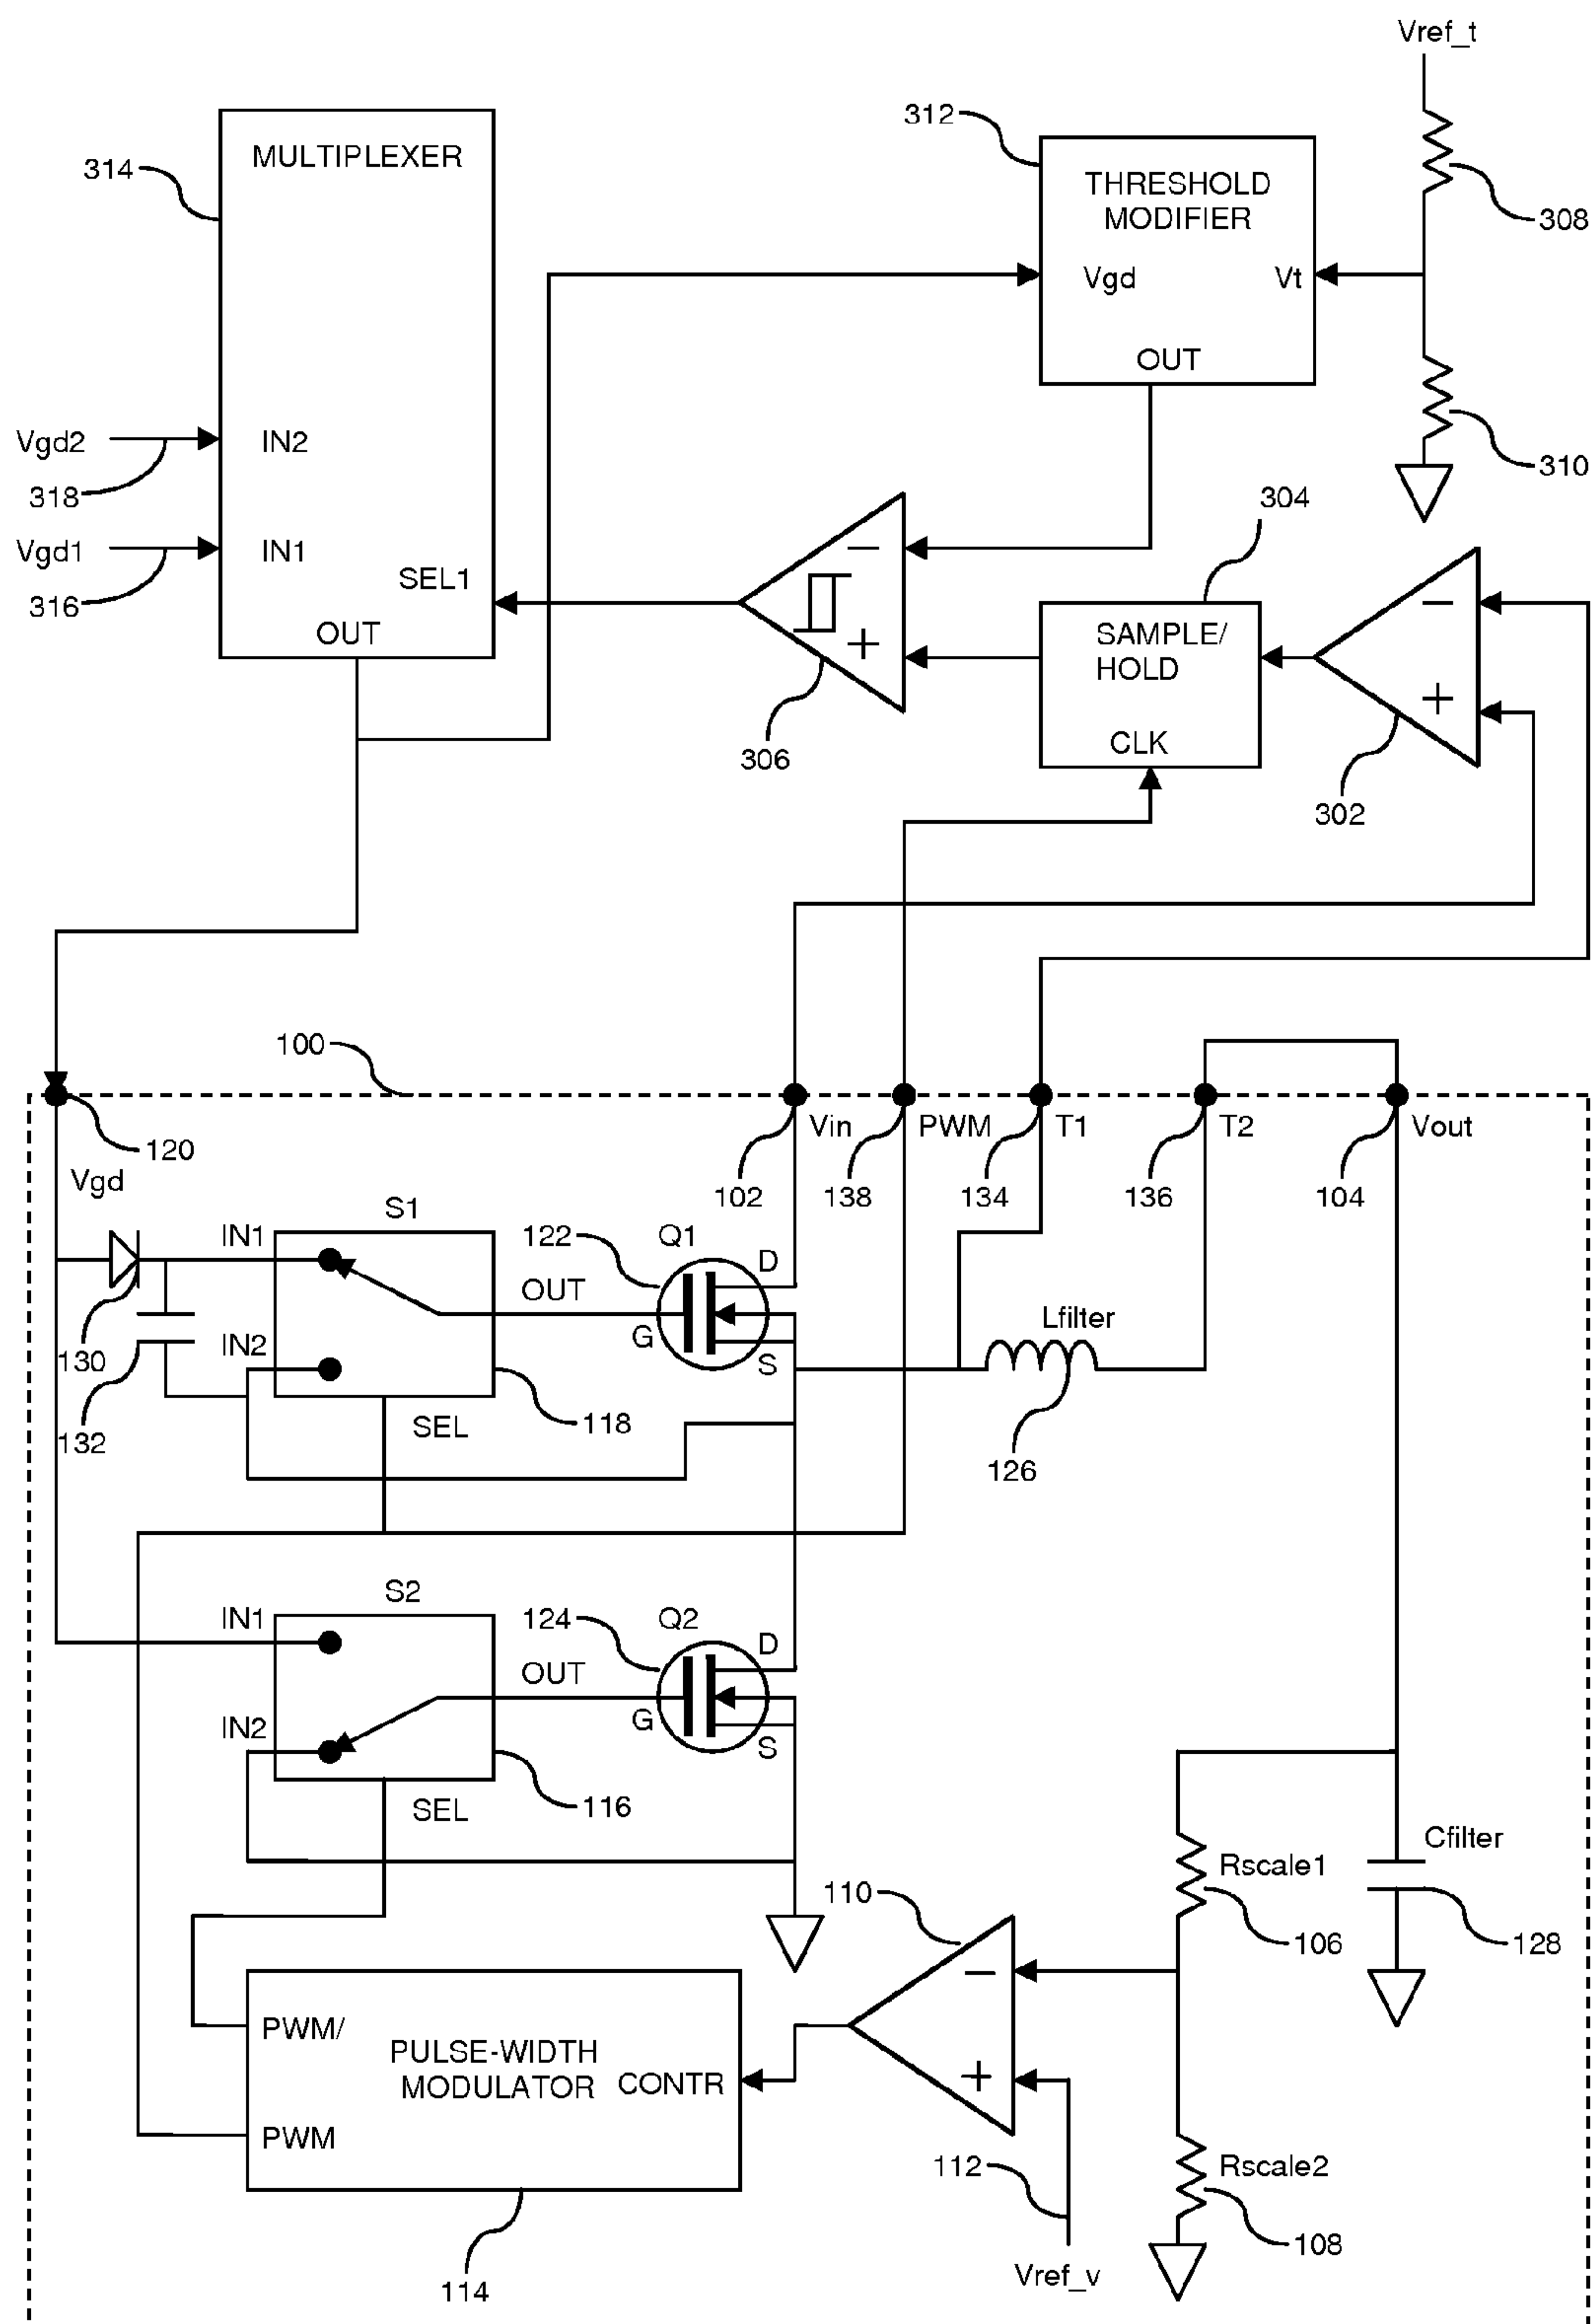 Vref_t
312
MULTIPLEXER
314
THRESHOLD
MODIFIER
308
Vgd
Vt
OUT
Vgd2
IN2
318
310
304
Vgd1
IN1
SEL1
316
OUT
−
+
306
SAMPLE/
HOLD
CLK
−
+
302
100
120
Vgd
Vin
PWM
T1
T2
Vout
102
138
134
136
104
S1
IN1
122
Q1
D
OUT
G
S
Lfilter
130
IN2
132
SEL
118
126
S2
IN1
124
Q2
D
OUT
G
S
IN2
SEL
116
Cfilter
Rscale1
110
106
128
−
+
PWM/
PULSE-WIDTH
MODULATOR
CONTR
PWM
112
Rscale2
108
Vref_v
114